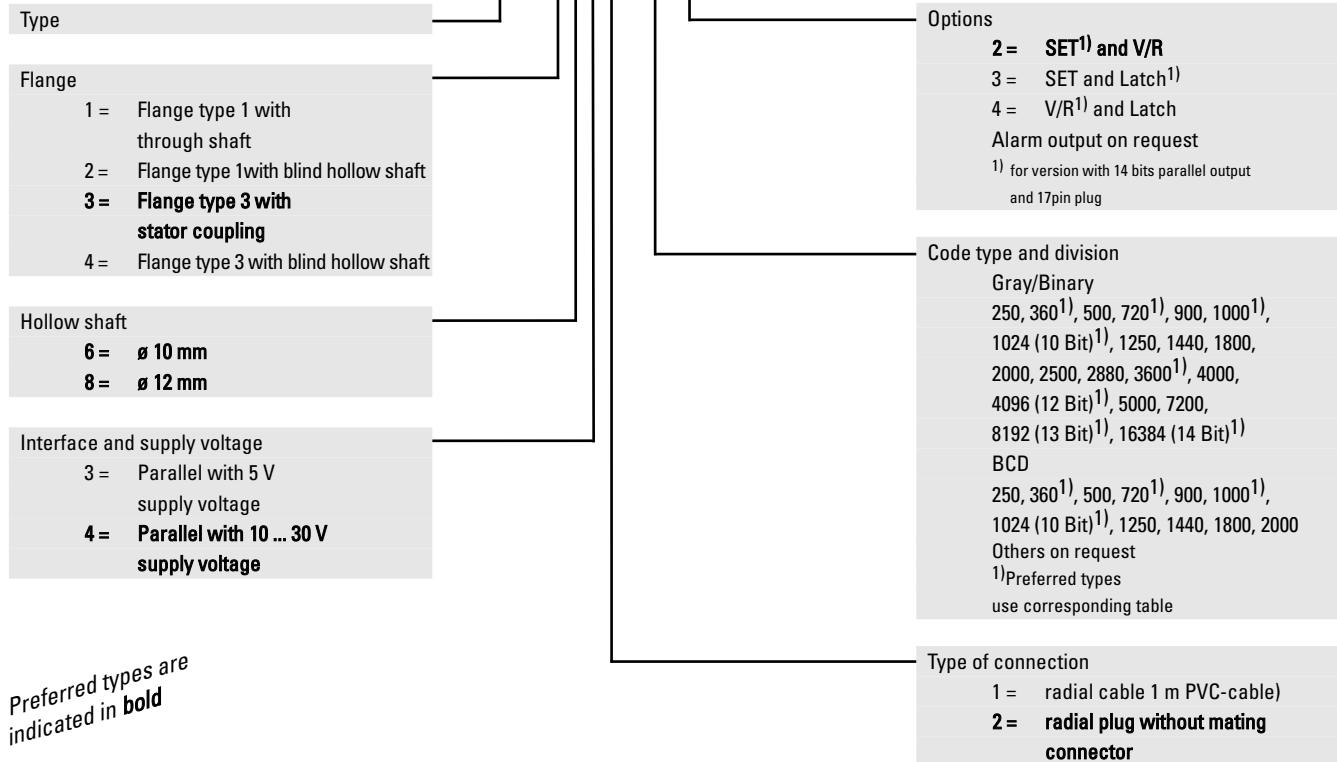 Type
Flange
1 = Flange type 1 with
through shaft
2 = Flange type 1with blind hollow shaft
3 = Flange type 3 with
stator coupling
4 = Flange type 3 with blind hollow shaft
Hollow shaft
6 = ø 10 mm
8 = ø 12 mm
Interface and supply voltage
3 = Parallel with 5 V
supply voltage
4 = Parallel with 10 ... 30 V
supply voltage
Preferred types are
indicated in bold
Options
2 = SET1) and V/R
3 = SET and Latch1)
4 = V/R1) and Latch
Alarm output on request
1) for version with 14 bits parallel output
and 17pin plug
Code type and division
Gray/Binary
250, 3601), 500, 7201), 900, 10001),
1024 (10 Bit)1), 1250, 1440, 1800,
2000, 2500, 2880, 36001), 4000,
4096 (12 Bit)1), 5000, 7200,
8192 (13 Bit)1), 16384 (14 Bit)1)
BCD
250, 3601), 500, 7201), 900, 10001),
1024 (10 Bit)1), 1250, 1440, 1800, 2000
Others on request
1)Preferred types
use corresponding table
Type of connection
1 = radial cable 1 m PVC-cable)
2 = radial plug without mating
connector